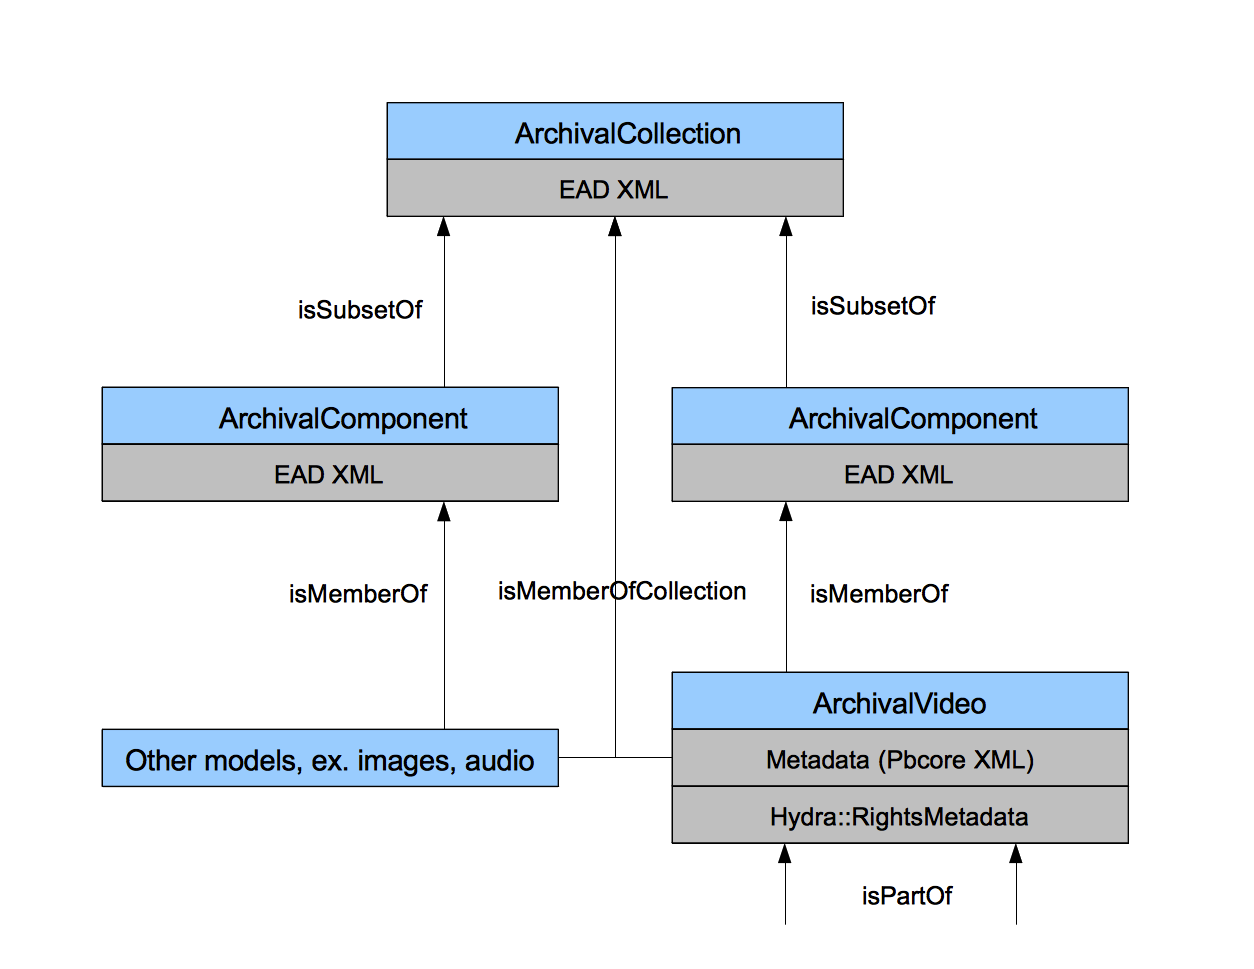 ArchivalCollection
EAD XML
isSubsetOf
isSubsetOf
ArchivalComponent
EAD XML
ArchivalComponent
EAD XML
isMemberOf
isMemberOfCollection
isMemberOf
Other models, ex. images, audio
ArchivalVideo
Metadata (Pbcore XML)
Hydra::RightsMetadata
isPartOf